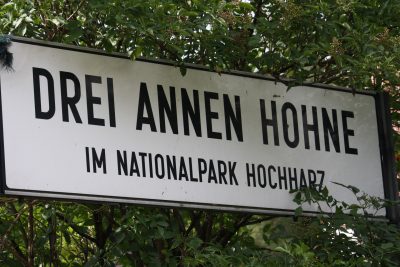 DREI ANNEN HOHNE
IM NATIONALPARK HOCHHARZ